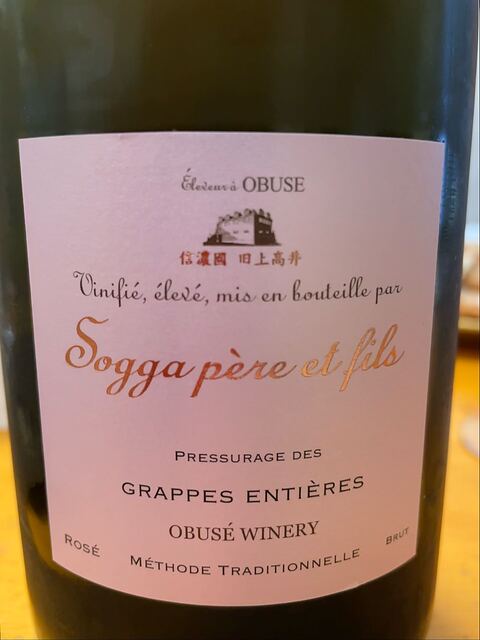 Éleveur à OBUSE
信濃國 旧上高井
Vinifié, élevé, mis en bouteille par
Sogga père et fils
PRESSURAGE DES
GRAPPES ENTIÈRES
OBUSÉ WINERY
ROSÉ MÉTHODE TRADITIONNELLE BRUT